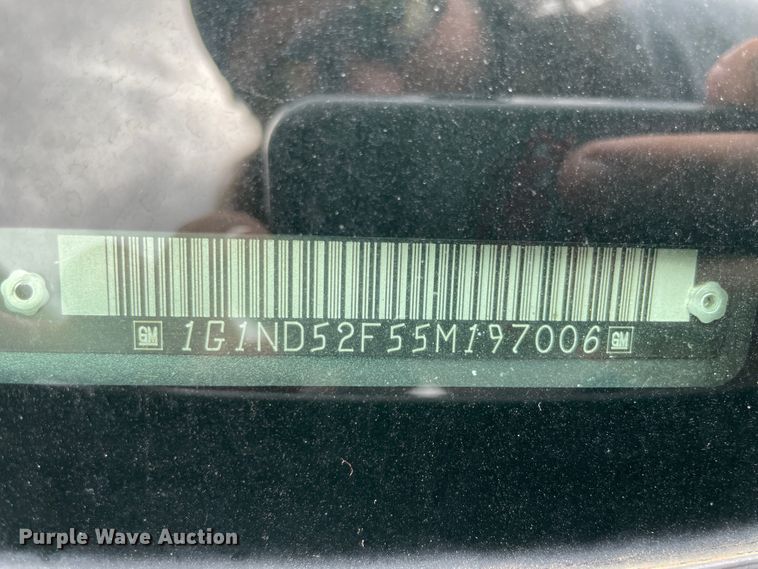 GM 1G1ND52F55M197006 GM
Purple Wave Auction